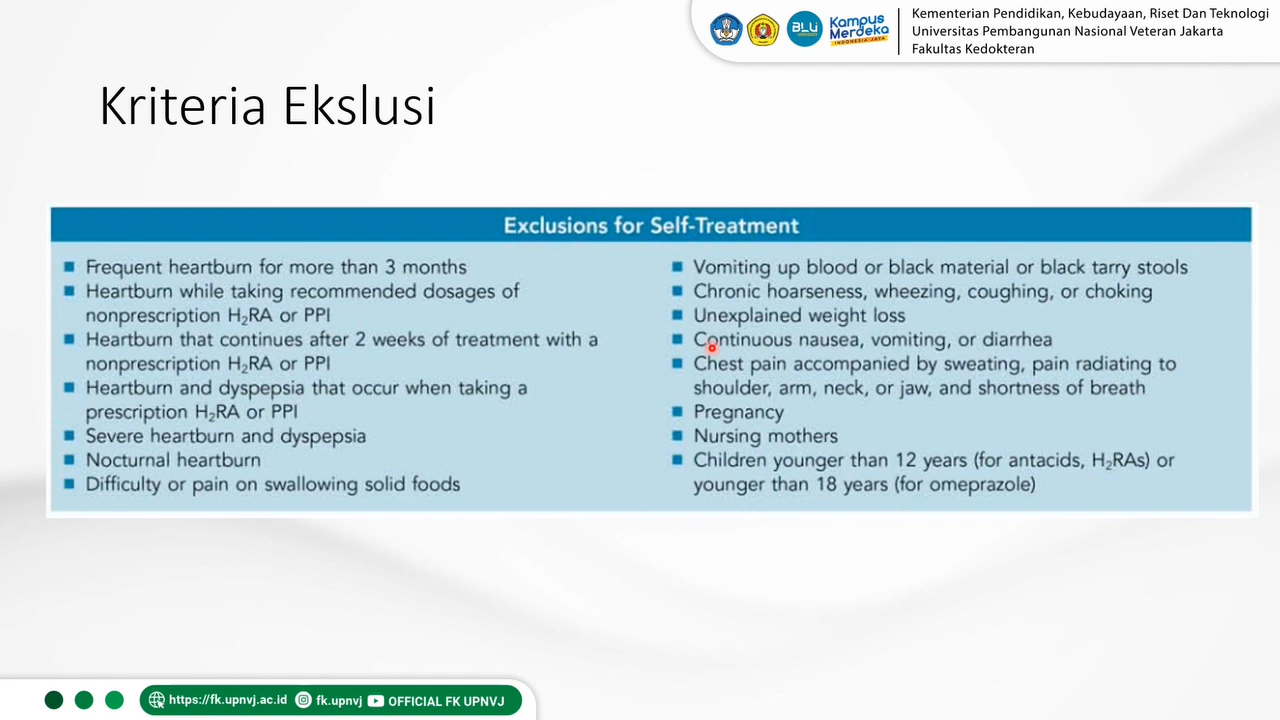 BLU
Kampus
Merdeka
INDONESIA JAYA
Kementerian Pendidikan, Kebudayaan, Riset Dan Teknologi
Universitas Pembangunan Nasional Veteran Jakarta
Fakultas Kedokteran
Kriteria Ekslusi
Exclusions for Self-Treatment
Frequent heartburn for more than 3 months
Heartburn while taking recommended dosages of
nonprescription H₂RA or PPI
Heartburn that continues after 2 weeks of treatment with a
nonprescription H₂RA or PPI
Heartburn and dyspepsia that occur when taking a
prescription H₂RA or PPI
Severe heartburn and dyspepsia
Nocturnal heartburn
Difficulty or pain on swallowing solid foods
Vomiting up blood or black material or black tarry stools
Chronic hoarseness, wheezing, coughing, or choking
Unexplained weight loss
Continuous nausea, vomiting, or diarrhea
Chest pain accompanied by sweating, pain radiating to
shoulder, arm, neck, or jaw, and shortness of breath
Pregnancy
Nursing mothers
Children younger than 12 years (for antacids, H₂RAs) or
younger than 18 years (for omeprazole)
https://fk.upnvj.ac.id fk.upnvj OFFICIAL FK UPNVJ